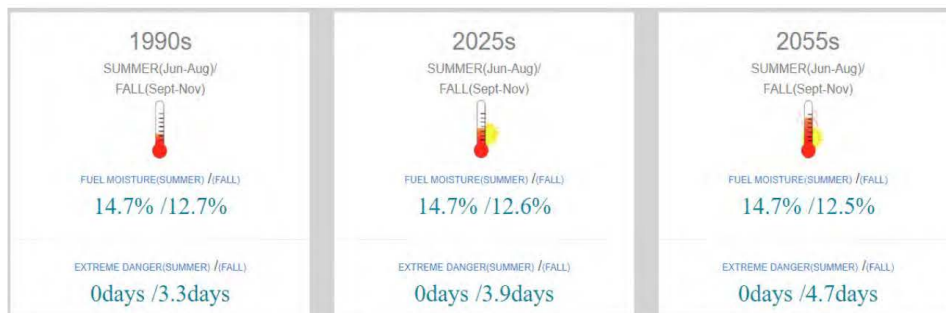 1990s
SUMMER(Jun-Aug)/
FALL(Sept-Nov)
FUEL MOISTURE(SUMMER) /(FALL)
14.7% /12.7%
EXTREME DANGER(SUMMER) /(FALL)
0days /3.3days
2025s
SUMMER(Jun-Aug)/
FALL(Sept-Nov)
FUEL MOISTURE(SUMMER) /(FALL)
14.7% /12.6%
EXTREME DANGER(SUMMER) /(FALL)
0days /3.9days
2055s
SUMMER(Jun-Aug)/
FALL(Sept-Nov)
FUEL MOISTURE(SUMMER) /(FALL)
14.7% /12.5%
EXTREME DANGER(SUMMER) /(FALL)
0days /4.7days